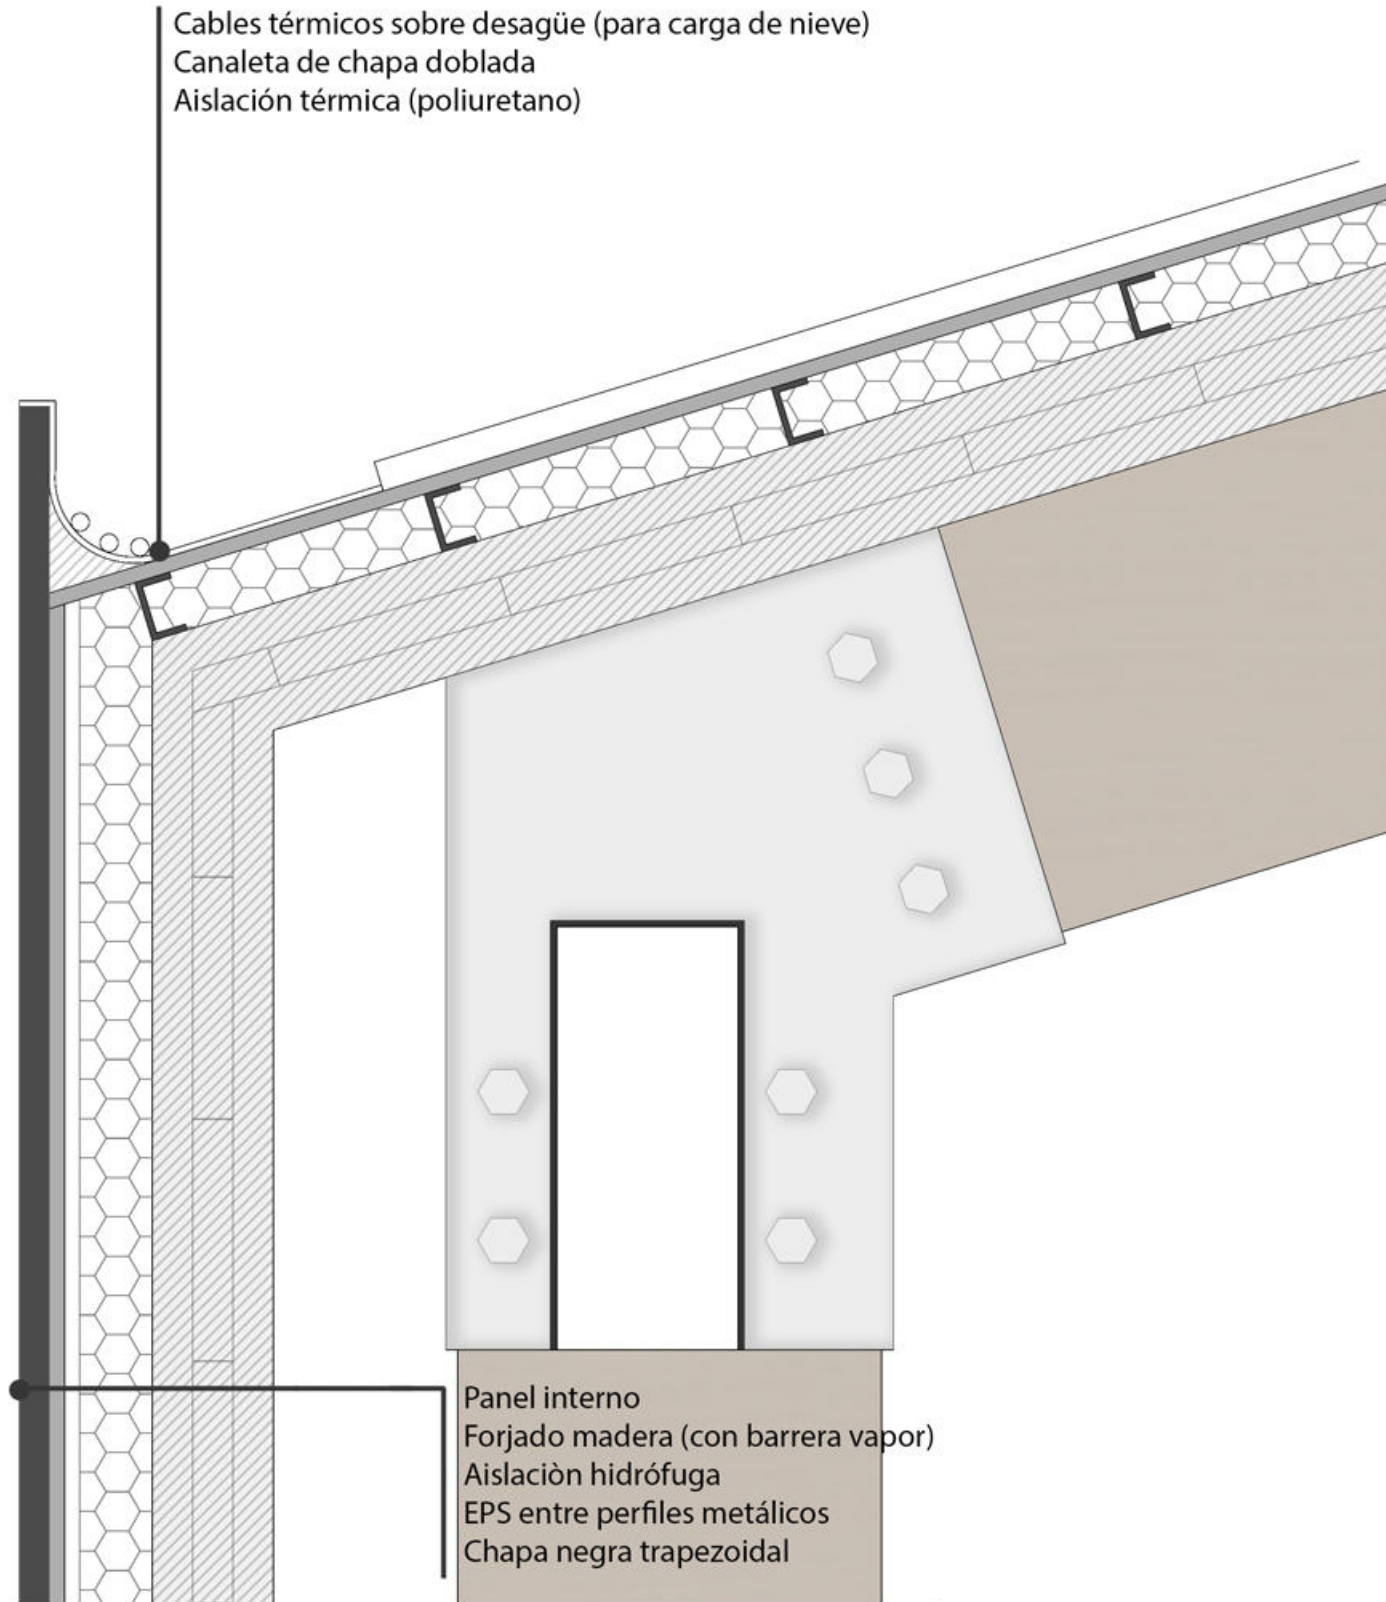 Cables térmicos sobre desagüe (para carga de nieve)
Canaleta de chapa doblada
Aislación térmica (poliuretano)
Panel interno
Forjado madera (con barrera vapor)
Aislaciòn hidrófuga
EPS entre perfiles metálicos
Chapa negra trapezoidal